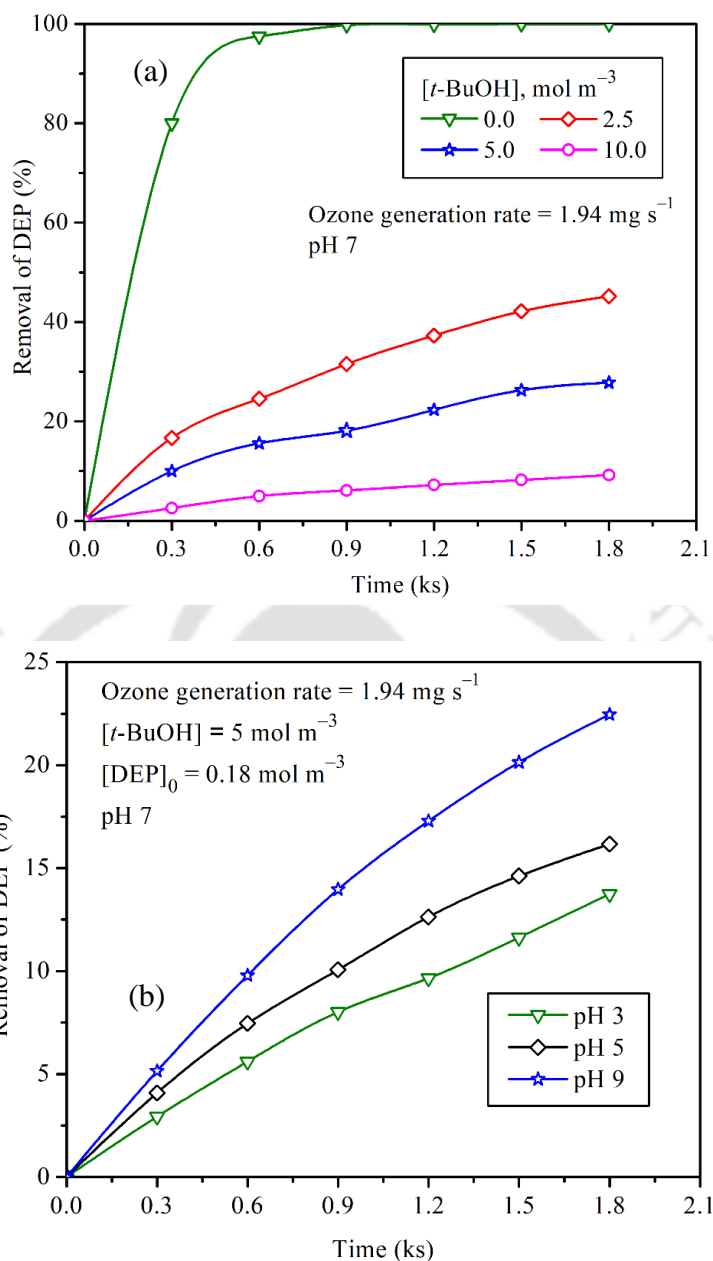 100
80
60
40
20
0
Removal of DEP (%)
(a)
[t-BuOH], mol m⁻³
0.0 2.5
5.0 10.0
Ozone generation rate = 1.94 mg s⁻¹
pH 7
0.0 0.3 0.6 0.9 1.2 1.5 1.8 2.1
Time (ks)
25
20
15
10
5
0
Removal of DEP (%)
Ozone generation rate = 1.94 mg s⁻¹
[t-BuOH] = 5 mol m⁻³
[DEP]₀ = 0.18 mol m⁻³
pH 7
(b)
pH 3
pH 5
pH 9
0.0 0.3 0.6 0.9 1.2 1.5 1.8 2.1
Time (ks)